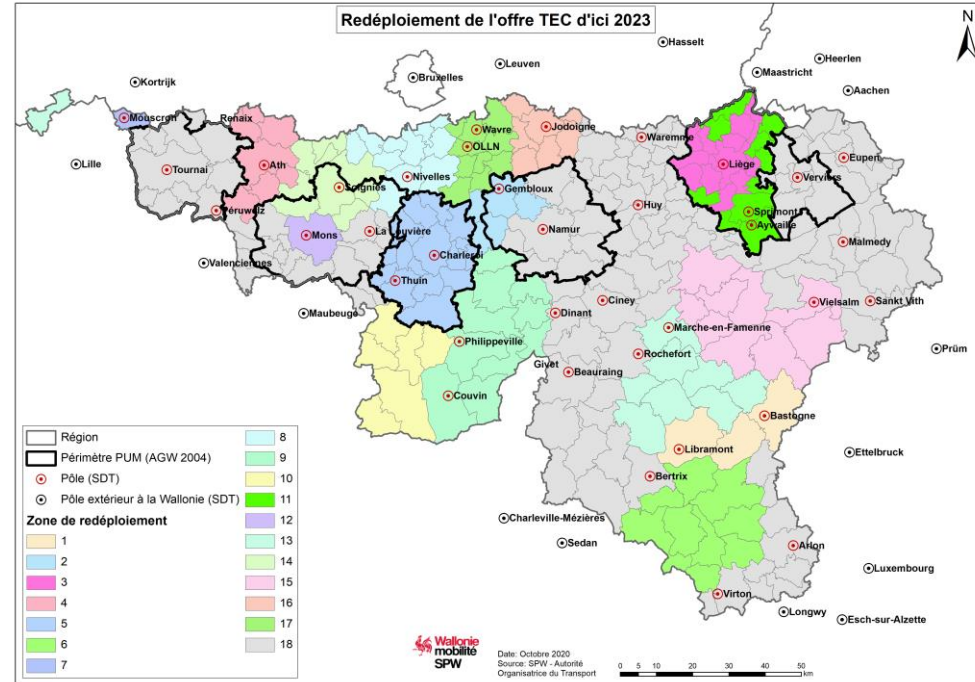 Redéploiement de l'offre TEC d'ici 2023
N
Hasselt
Heerlen
Leuven
Bruxelles
Maastricht
Kortrijk
Aachen
Mouscron
Renaix
Wavre
Jodoigne
OLLN
Waremme
Lille
Tournai
Ath
Liège
Eupen
Soignies
Nivelles
Gembloux
Verviers
Péruwelz
Huy
Sprimont
Aywaille
Mons
La Louvière
Namur
Malmedy
Valenciennes
Charleroi
Thuin
Maubeuge
Ciney
Dinant
Vielsalm
Sankt Vith
Marche-en-Famenne
Philippeville
Rochefort
Prüm
Givet
Beauraing
Couvin
Bastogne
Libramont
Ettelbruck
Bertrix
Charleville-Mézières
Sedan
Arlon
Luxembourg
Virton
Longwy
Esch-sur-Alzette
Région
Périmètre PUM (AGW 2004)
Pôle (SDT)
Pôle extérieur à la Wallonie (SDT)
Zone de redéploiement
1
2
3
4
5
6
7
8
9
10
11
12
13
14
15
16
17
18
Wallonie
mobilité
SPW
Date: Octobre 2020
Source: SPW - Autorité
Organisatrice du Transport
0 5 10 20 30 40 50
km